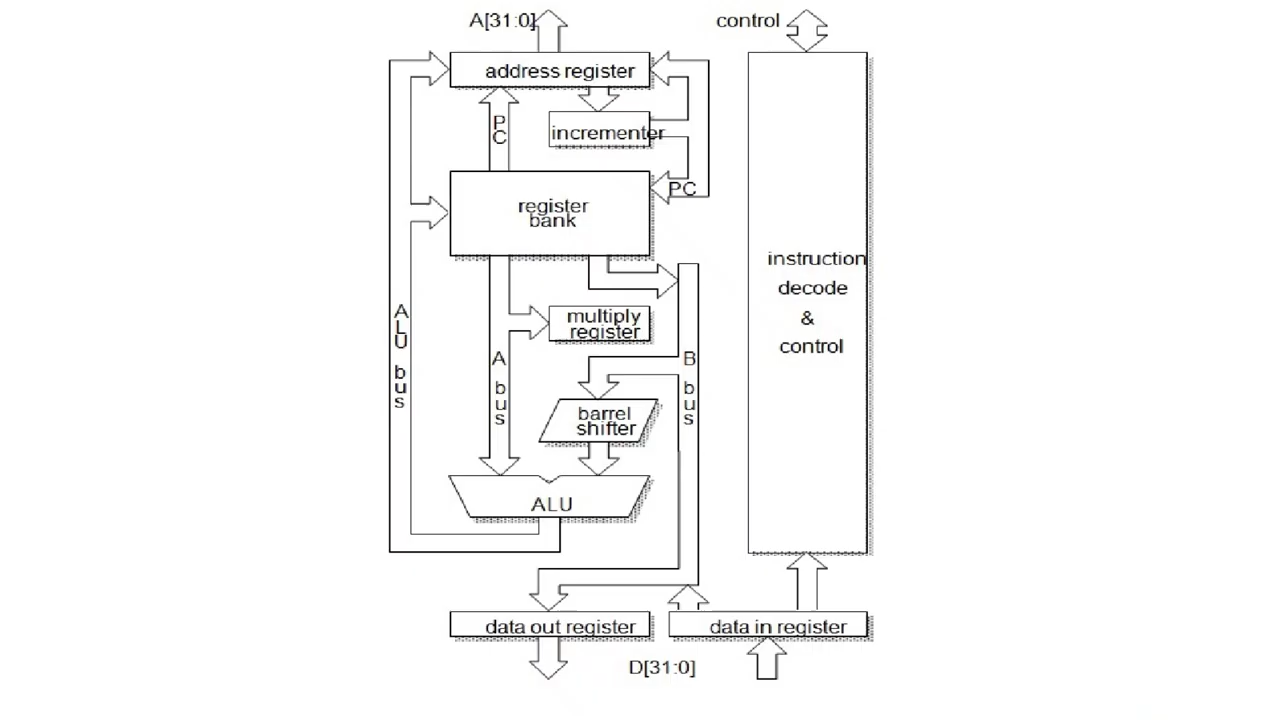 A[31:0]
control
address register
PC
incrementer
PC
register
bank
instruction
decode
&
control
multiply
register
ALU bus
A bus
B bus
barrel
shifter
ALU
data out register
data in register
D[31:0]